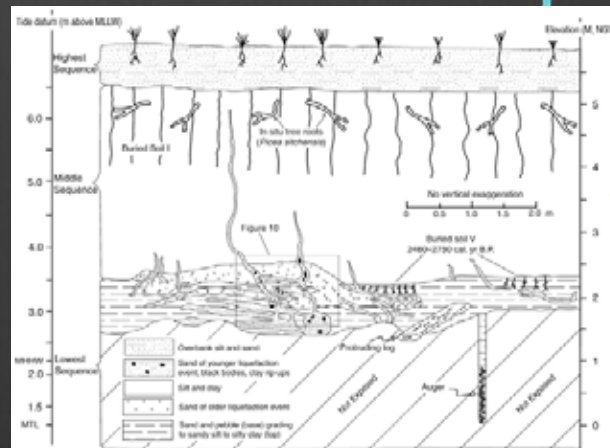 Tide datum (m above MLLW)
Elevation (M, NG
Highest
Sequence
6.0
5
In situ tree roots
(Picea sitchensis)
Buried Soil I
5.0
4
Middle
Sequence
No vertical exaggeration
0 0.5 1.0 1.5 2.0 m
Figure 10
Buried soil V
2400-2700 cal. yr B.P.
4.0
3
3.0
2
Protruding log
MHHW
Lowest
Sequence
2.0
1.5
MTL
Overbank silt and sand
Sand of younger liquefaction
event, black bodies, clay rip-ups
Silt and clay
Sand of older liquefaction event
Sand and pebble (base) grading
to sandy silt to silty clay (top)
Not Exposed
Auger
Not Exposed
1
0